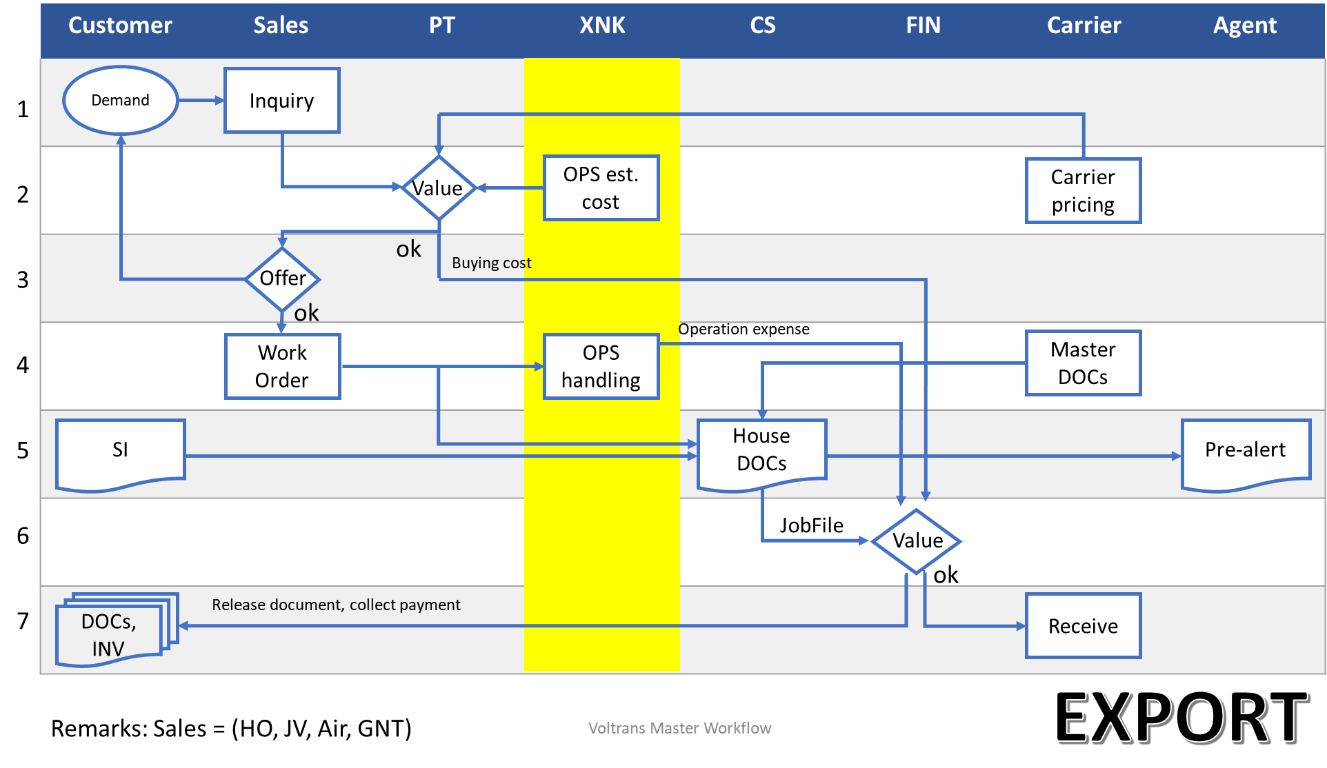 Customer Sales PT XNK CS FIN Carrier Agent
1
Demand
Inquiry
2
Value
OPS est.
cost
Carrier
pricing
ok
3
Offer
Buying cost
ok
4
Work
Order
OPS
handling
Operation expense
Master
DOCs
5
SI
House
DOCs
Pre-alert
6
JobFile
Value
ok
7
DOCs,
INV
Release document, collect payment
Receive
Remarks: Sales = (HO, JV, Air, GNT)
Voltrans Master Workflow
EXPORT